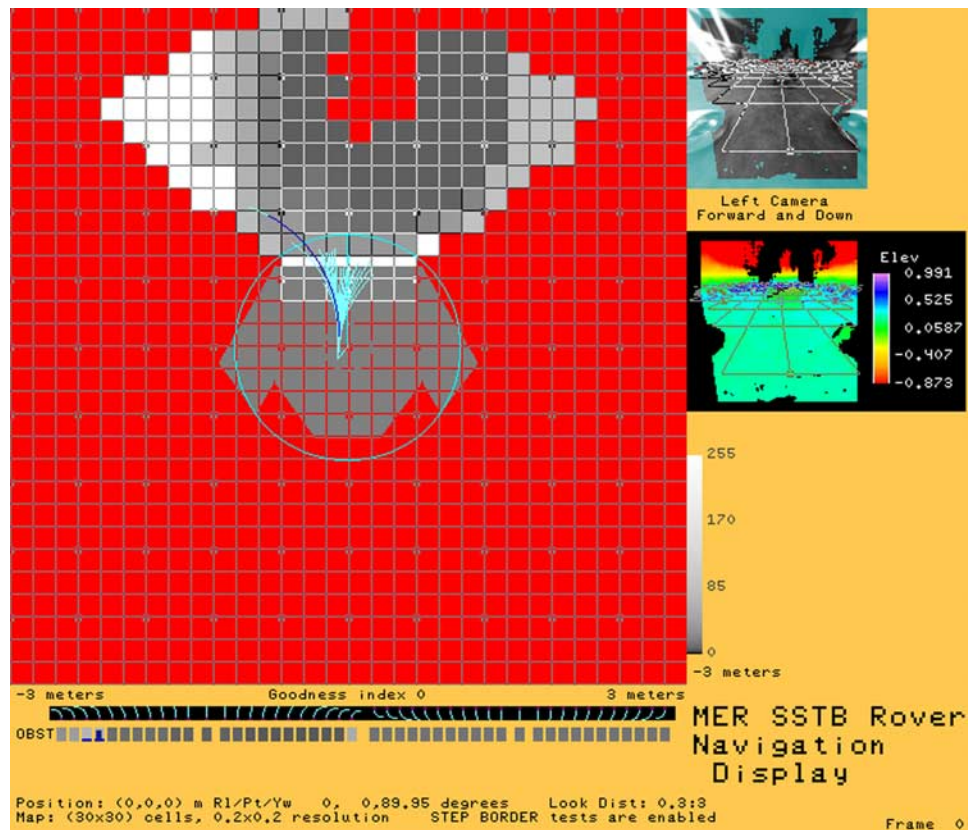 Left Camera
Forward and Down
Elev
0.991
0.525
0.0587
-0.407
-0.873
255
170
85
0
-3 meters
-3 meters Goodness index 0 3 meters
OBST
MER SSTB Rover
Navigation
Display
Position: (0,0,0) m Rl/Pt/Yw 0, 0,89.95 degrees Look Dist: 0.3:3
Map: (30x30) cells, 0.2x0.2 resolution STEP BORDER tests are enabled
Frame 0